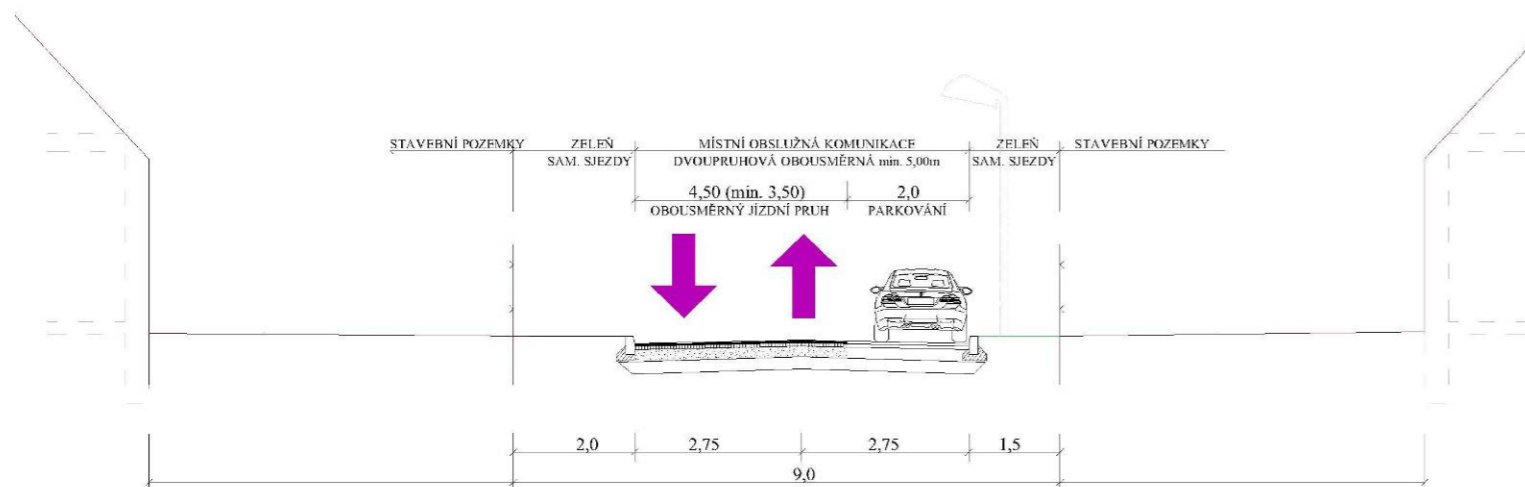 STAVEBNÍ POZEMKY ZELEŇ MÍSTNÍ OBSLUŽNÁ KOMUNIKACE ZELEŇ STAVEBNÍ POZEMKY
SAM. SJEZDY DVOUPRUHOVÁ OBOUSMĚRNÁ min. 5,00m SAM. SJEZDY
4,50 (min. 3,50) 2,0
OBOUSMĚRNÝ JÍZDNÍ PRUH PARKOVÁNÍ
2,0 2,75 2,75 1,5
9,0